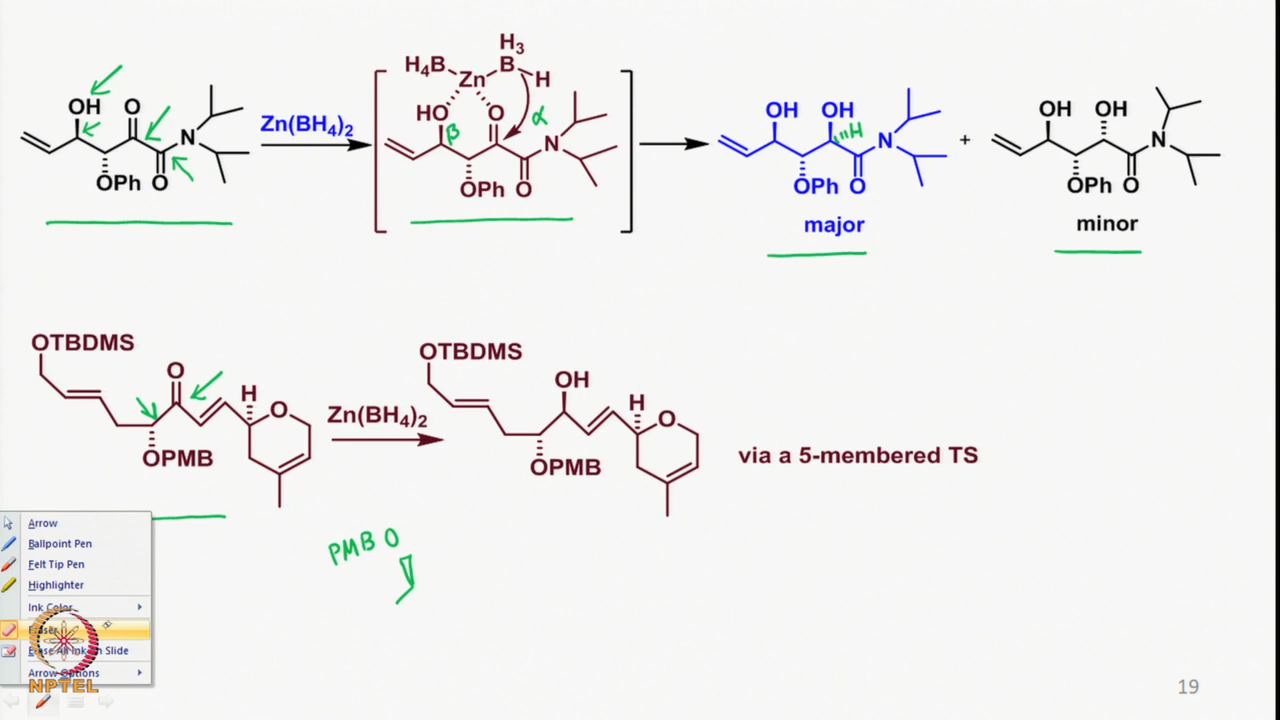 OH O
N
OPh O
Zn(BH4)2
H3
H4B Zn B
H
HO O α
β
N
OPh O
OH OH
'''H
N
OPh O
major
+
OH OH
N
OPh O
minor
OTBDMS
O
H
O
OPMB
Zn(BH4)2
OTBDMS
OH
H
O
OPMB
via a 5-membered TS
PMB O
Arrow
Ballpoint Pen
Felt Tip Pen
Highlighter
Ink Color
Eraser
Erase All Ink on Slide
Arrow Options
NPTEL
19